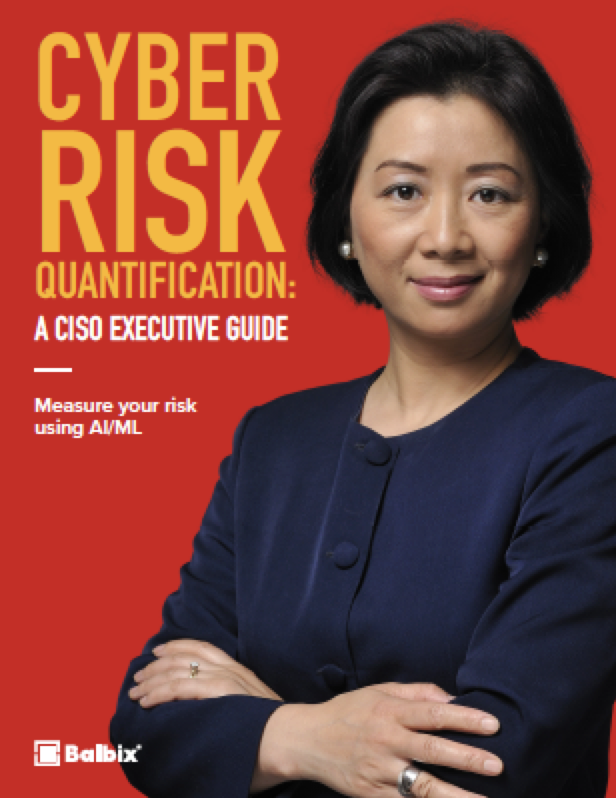 CYBER
RISK
QUANTIFICATION:
A CISO EXECUTIVE GUIDE
Measure your risk
using AI/ML
Balbix®